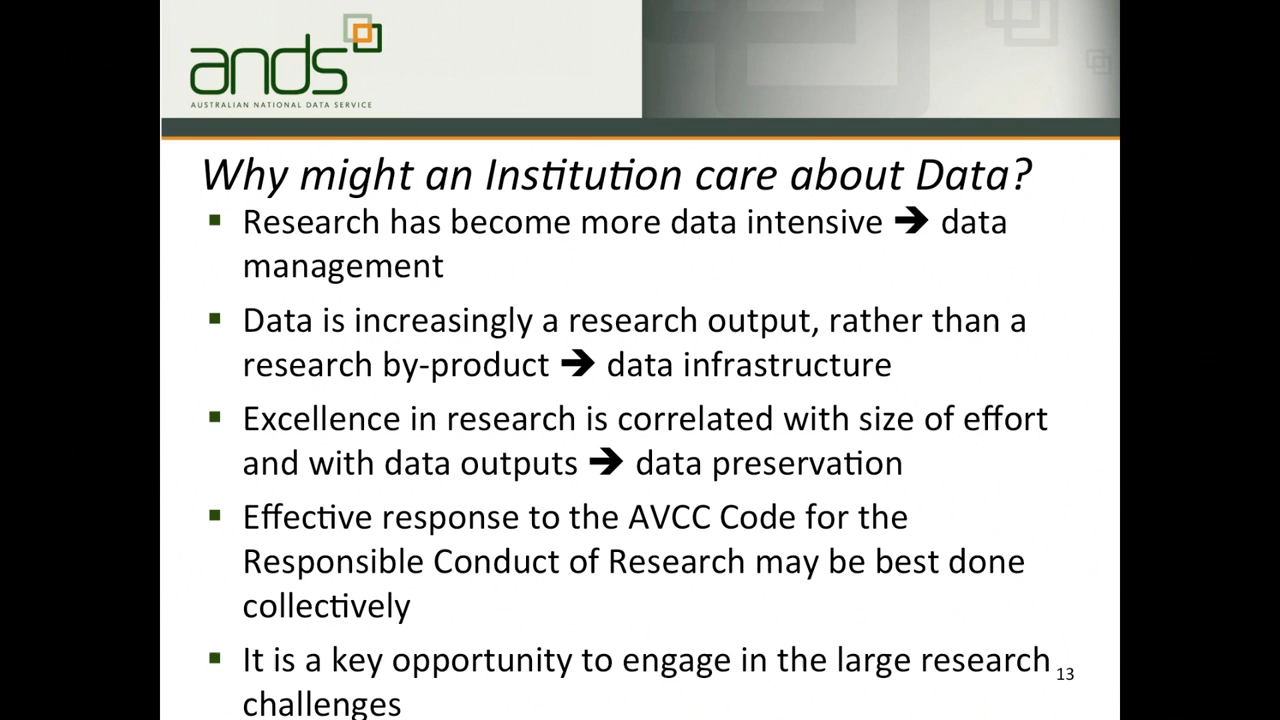 ands
AUSTRALIAN NATIONAL DATA SERVICE
Why might an Institution care about Data?
▪ Research has become more data intensive ➔ data
management
▪ Data is increasingly a research output, rather than a
research by-product ➔ data infrastructure
▪ Excellence in research is correlated with size of effort
and with data outputs ➔ data preservation
▪ Effective response to the AVCC Code for the
Responsible Conduct of Research may be best done
collectively
▪ It is a key opportunity to engage in the large research
challenges
13